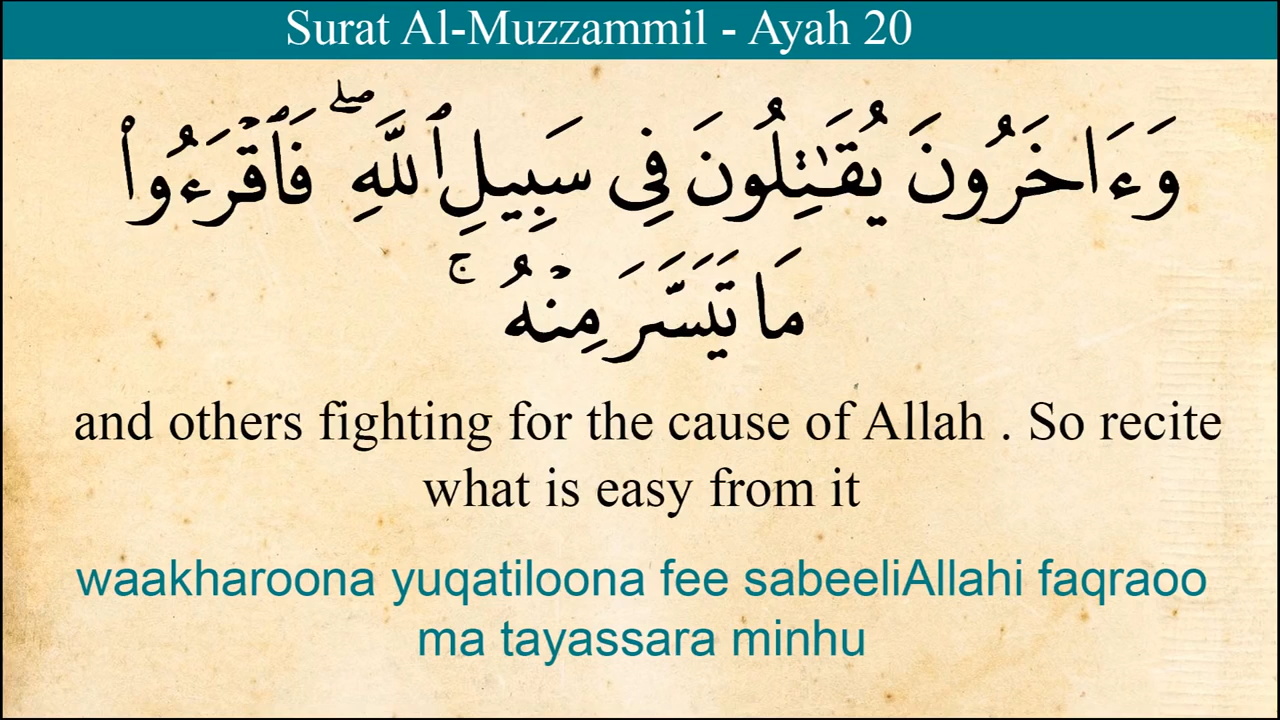 Surat Al-Muzzammil - Ayah 20
وَءَاخَرُونَ يُقَـٰتِلُونَ فِى سَبِيلِ ٱللَّهِ ۖ فَٱقْرَءُوا۟
مَا تَيَسَّرَ مِنْهُ ۚ
and others fighting for the cause of Allah . So recite
what is easy from it
waakharoona yuqatiloona fee sabeeliAllahi faqraoo
ma tayassara minhu